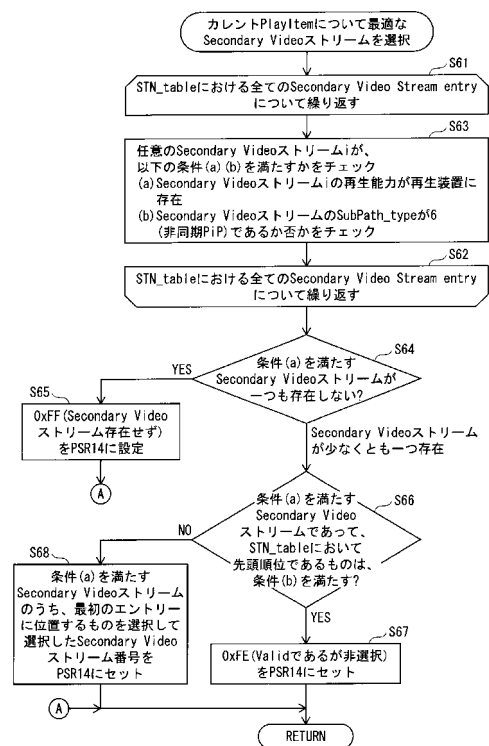 カレントPlayItemについて最適な
Secondary Videoストリームを選択
S61
STN_tableにおける全てのSecondary Video Stream entry
について繰り返す
S63
任意のSecondary Videoストリームiが、
以下の条件(a)(b)を満たすかをチェック
(a)Secondary Videoストリームiの再生能力が再生装置に
存在
(b)Secondary VideoストリームのSubPath_typeが6
(非同期PiP)であるか否かをチェック
S62
STN_tableにおける全てのSecondary Video Stream entry
について繰り返す
S64
条件(a)を満たす
Secondary Videoストリームが
一つも存在しない?
YES
S65
0xFF(Secondary Video
ストリーム存在せず)
をPSR14に設定
A
Secondary Videoストリーム
が少なくとも一つ存在
S66
条件(a)を満たす
Secondary Video
ストリームであって、
STN_tableにおいて
先頭順位であるものは、
条件(b)を満たす?
NO
S68
条件(a)を満たす
Secondary Videoストリーム
のうち、最初のエントリー
に位置するものを選択して
選択したSecondary Video
ストリーム番号を
PSR14にセット
YES
S67
0xFE(Validであるが非選択)
をPSR14にセット
A
RETURN